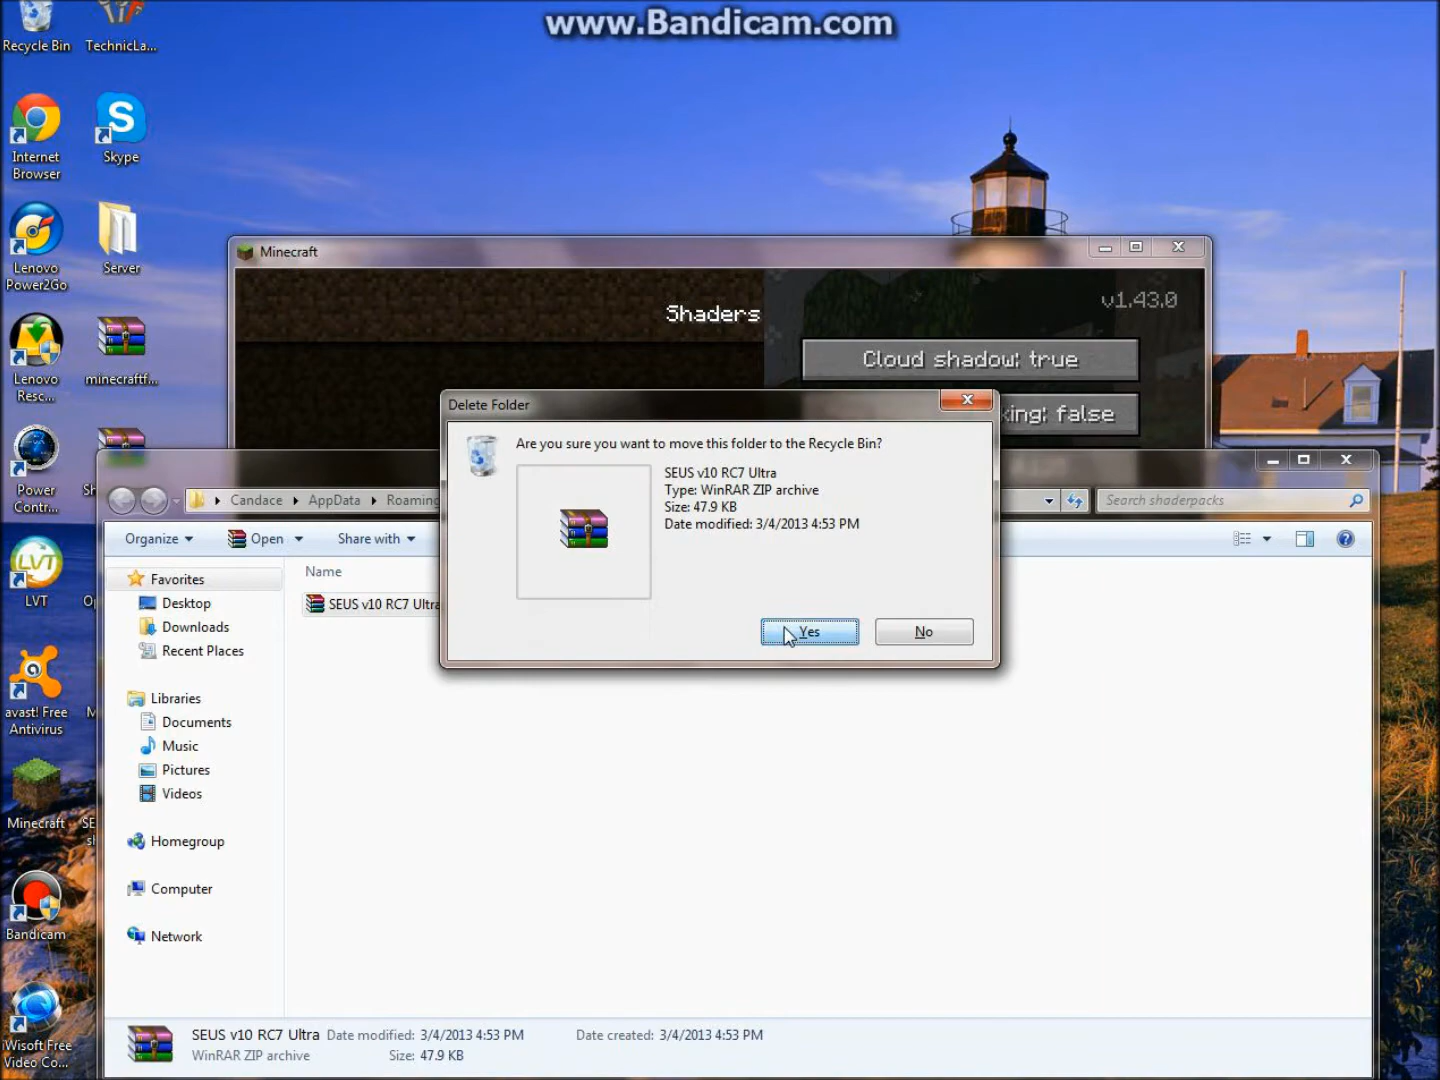 www.Bandicam.com
Recycle Bin
TechnicLa...
Internet
Browser
Skype
Lenovo
Power2Go
Server
Lenovo
Resc...
minecraftf...
Power
Contr...
LVT
LVT
avast! Free
Antivirus
Minecraft
Bandicam
iWisoft Free
Video Co...
Minecraft
Shaders
v1.43.0
Cloud shadow: true
king: false
Delete Folder
Are you sure you want to move this folder to the Recycle Bin?
SEUS v10 RC7 Ultra
Type: WinRAR ZIP archive
Size: 47.9 KB
Date modified: 3/4/2013 4:53 PM
Yes
No
Candace
AppData
Roaming
Search shaderpacks
Organize
Open
Share with
Name
SEUS v10 RC7 Ultra
Favorites
Desktop
Downloads
Recent Places
Libraries
Documents
Music
Pictures
Videos
Homegroup
Computer
Network
SEUS v10 RC7 Ultra Date modified: 3/4/2013 4:53 PM Date created: 3/4/2013 4:53 PM
WinRAR ZIP archive Size: 47.9 KB